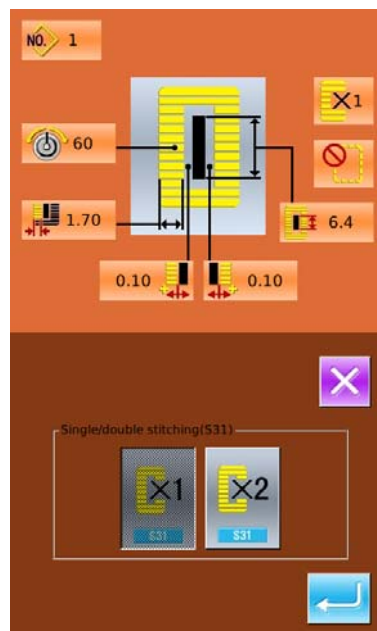 NO. 1
×1
60
1.70
6.4
0.10
0.10
Single/double stitching(S31)
×1
×2
S31
S31